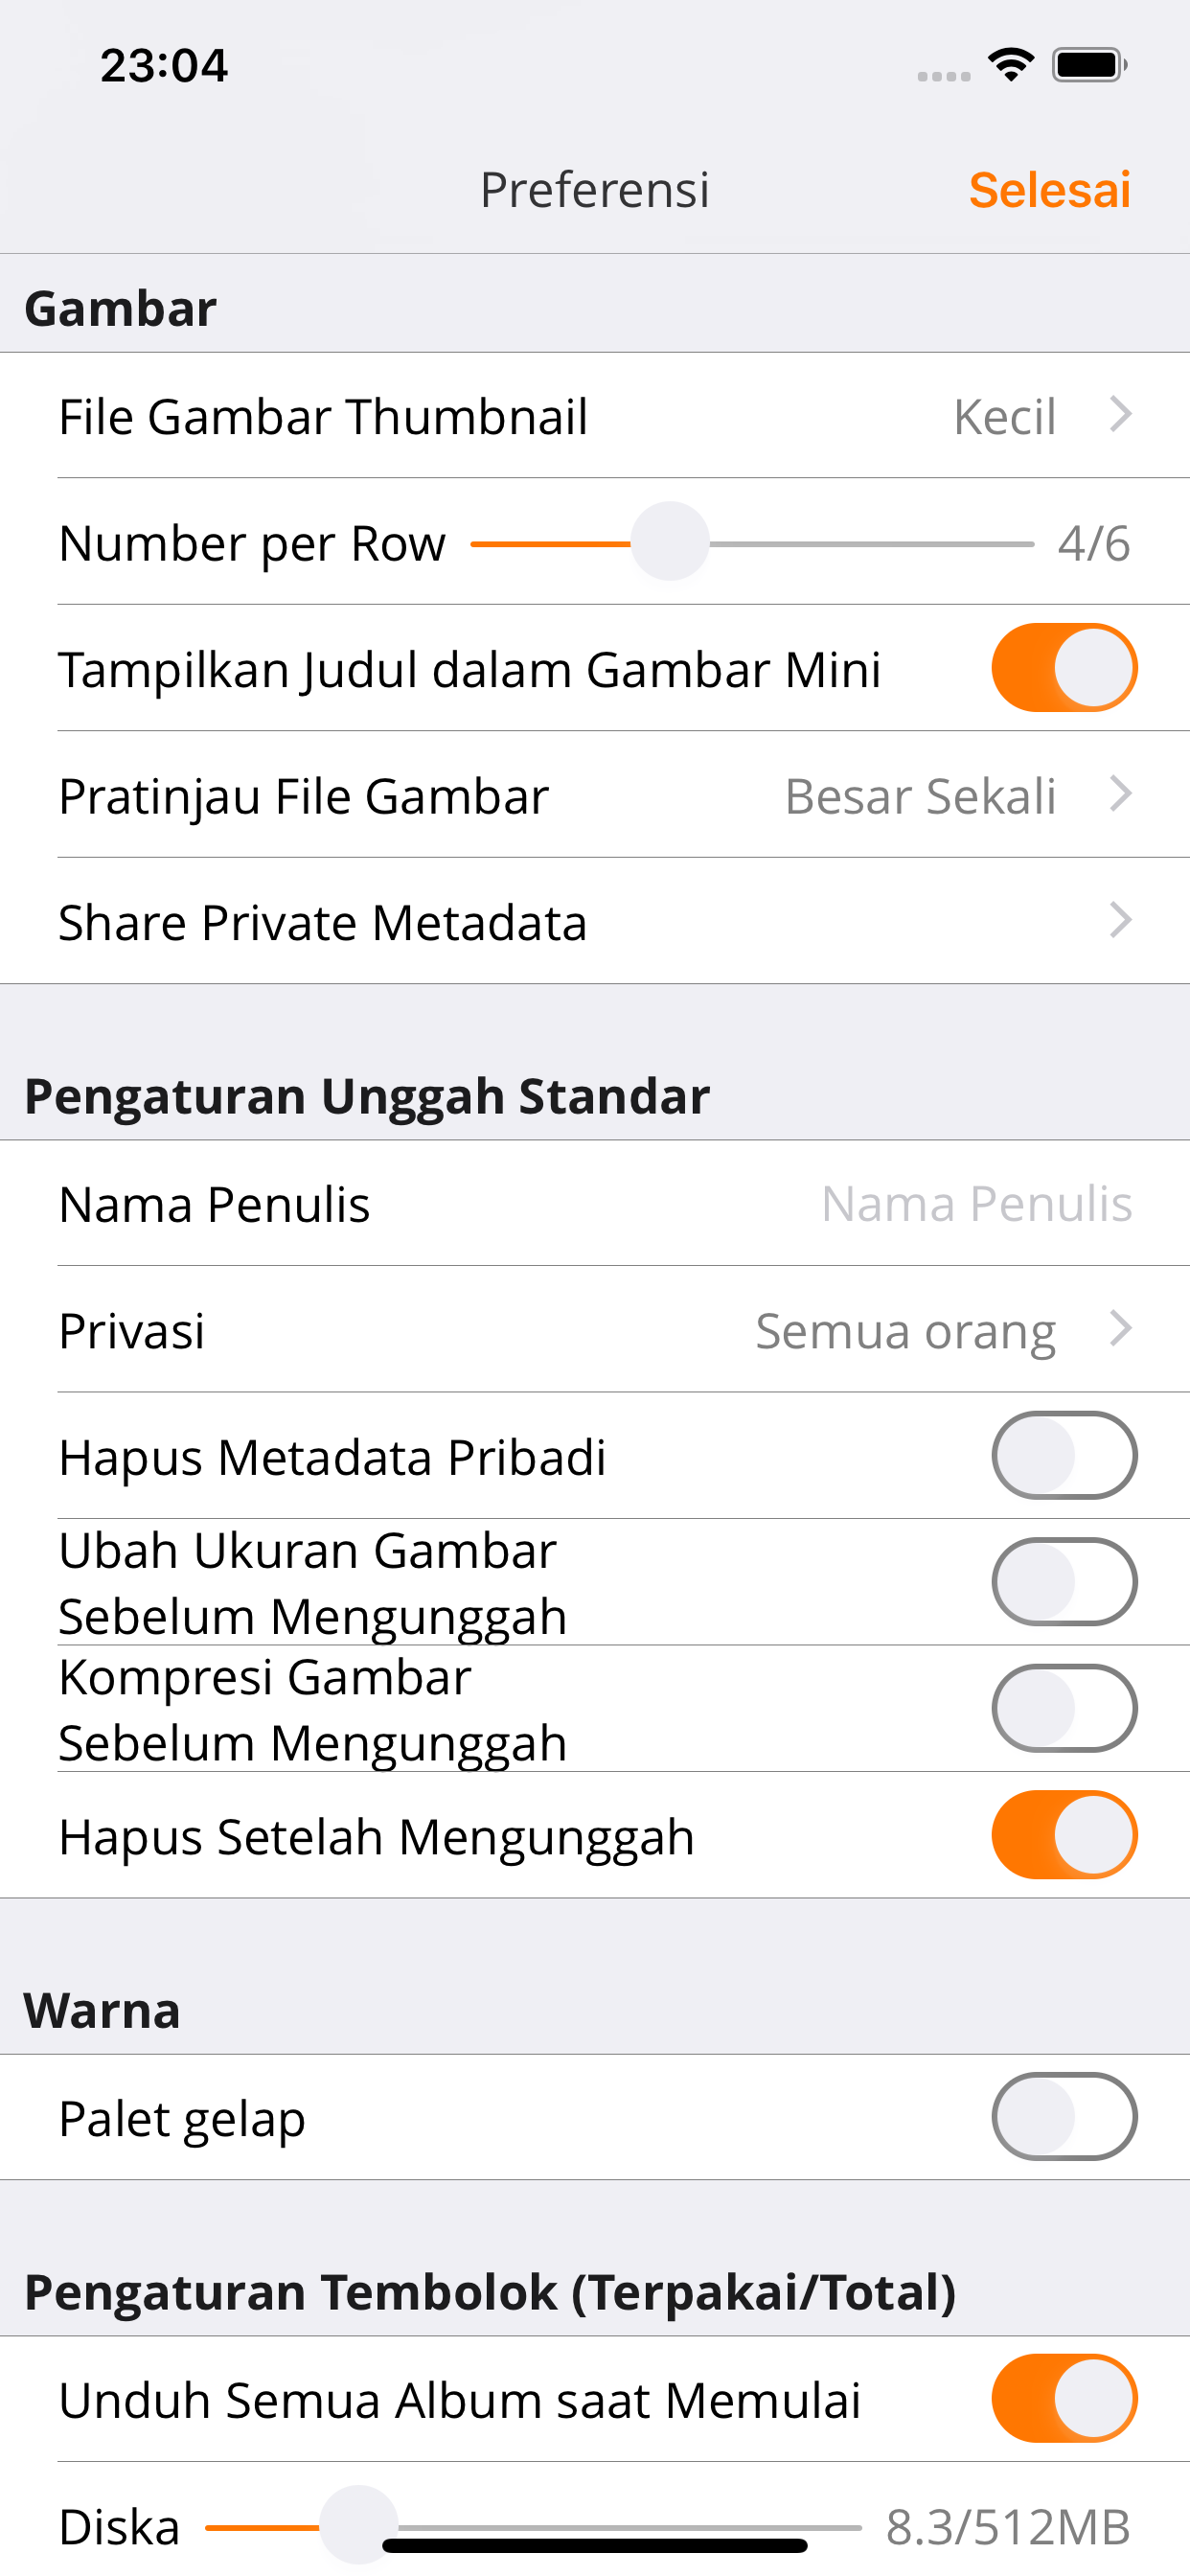 23:04
Preferensi
Selesai
Gambar
File Gambar Thumbnail Kecil
Number per Row 4/6
Tampilkan Judul dalam Gambar Mini
Pratinjau File Gambar Besar Sekali
Share Private Metadata
Pengaturan Unggah Standar
Nama Penulis Nama Penulis
Privasi Semua orang
Hapus Metadata Pribadi
Ubah Ukuran Gambar
Sebelum Mengunggah
Kompresi Gambar
Sebelum Mengunggah
Hapus Setelah Mengunggah
Warna
Palet gelap
Pengaturan Tembolok (Terpakai/Total)
Unduh Semua Album saat Memulai
Diska 8.3/512MB